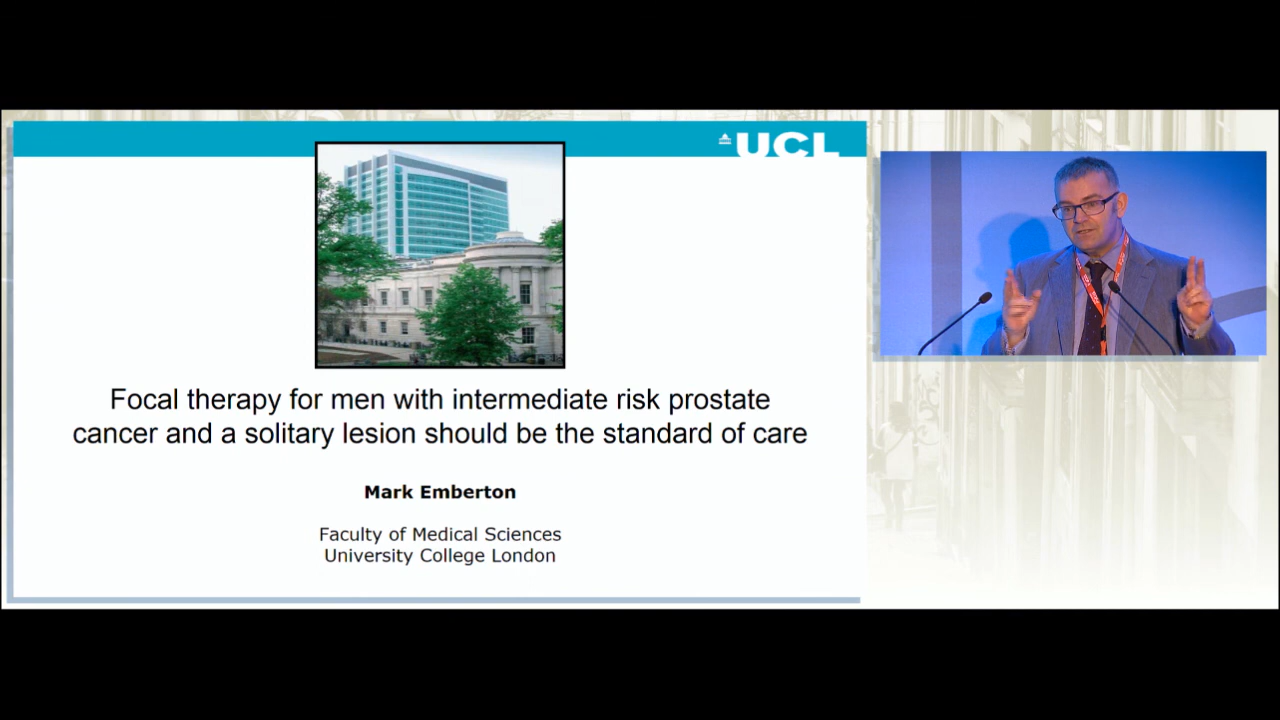 UCL
Focal therapy for men with intermediate risk prostate
cancer and a solitary lesion should be the standard of care
Mark Emberton
Faculty of Medical Sciences
University College London